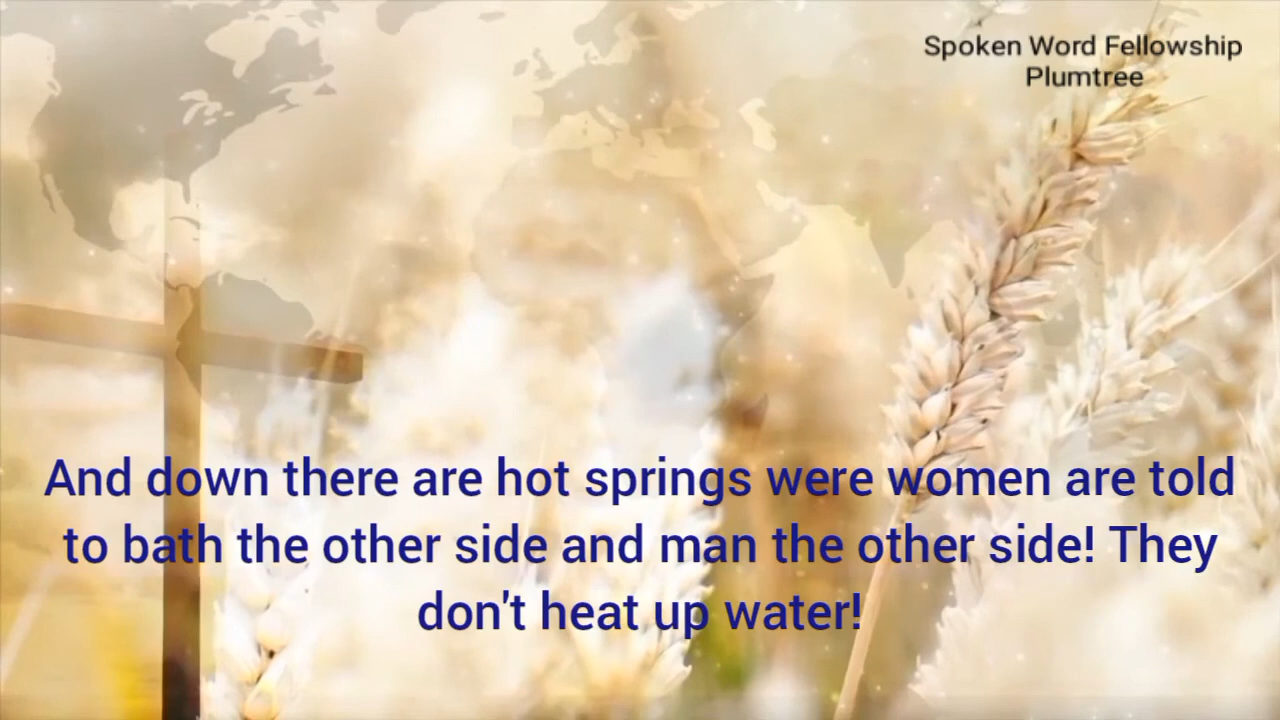 Spoken Word Fellowship
Plumtree
And down there are hot springs were women are told
to bath the other side and man the other side! They
don't heat up water!